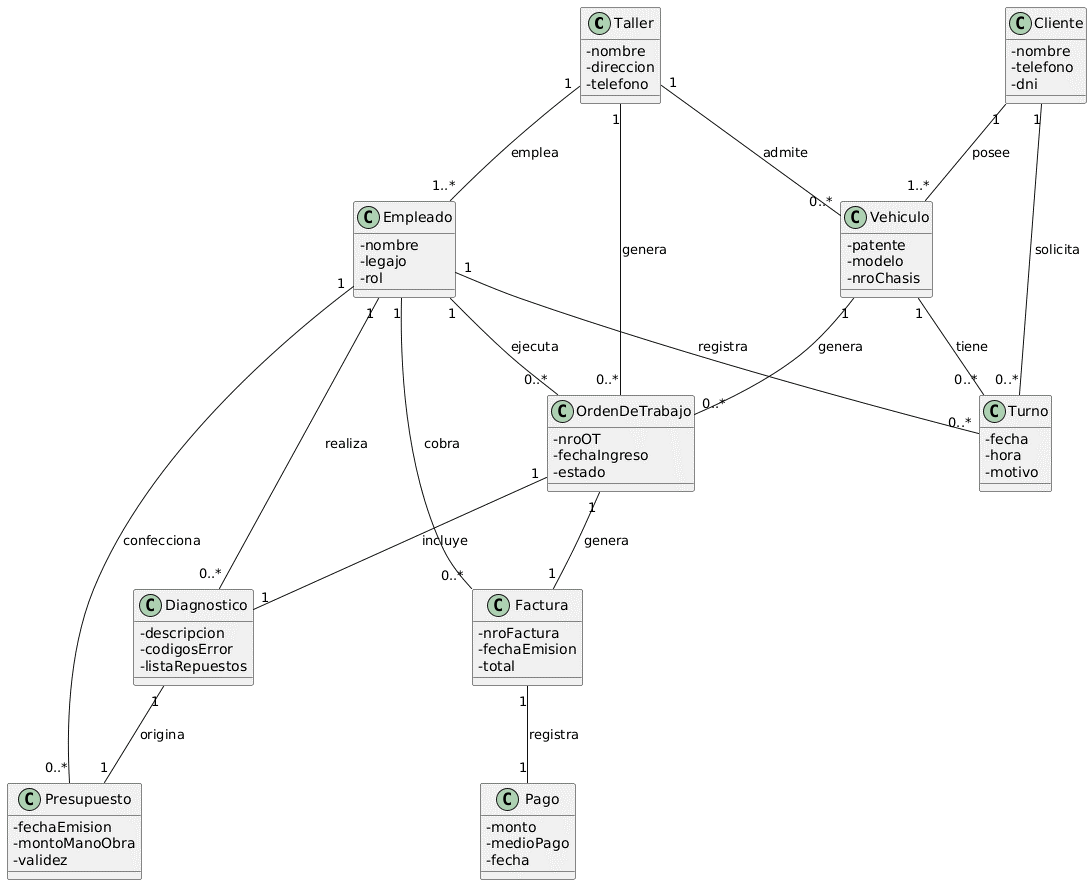 C Taller
-nombre
-direccion
-telefono
C Cliente
-nombre
-telefono
-dni
1
1
1
1
1
emplea
admite
posee
1..*
0..*
1..*
C Empleado
-nombre
-legajo
-rol
C Vehiculo
-patente
-modelo
-nroChasis
genera
solicita
1
1
1
1
1
1
1
ejecuta
registra
genera
tiene
0..*
0..*
0..*
0..*
0..*
0..*
C OrdenDeTrabajo
-nroOT
-fechaIngreso
-estado
C Turno
-fecha
-hora
-motivo
realiza
cobra
1
1
confecciona
incluye
genera
0..*
1
0..*
1
C Diagnostico
-descripcion
-codigosError
-listaRepuestos
C Factura
-nroFactura
-fechaEmision
-total
1
1
origina
registra
0..*
1
1
C Presupuesto
-fechaEmision
-montoManoObra
-validez
C Pago
-monto
-medioPago
-fecha